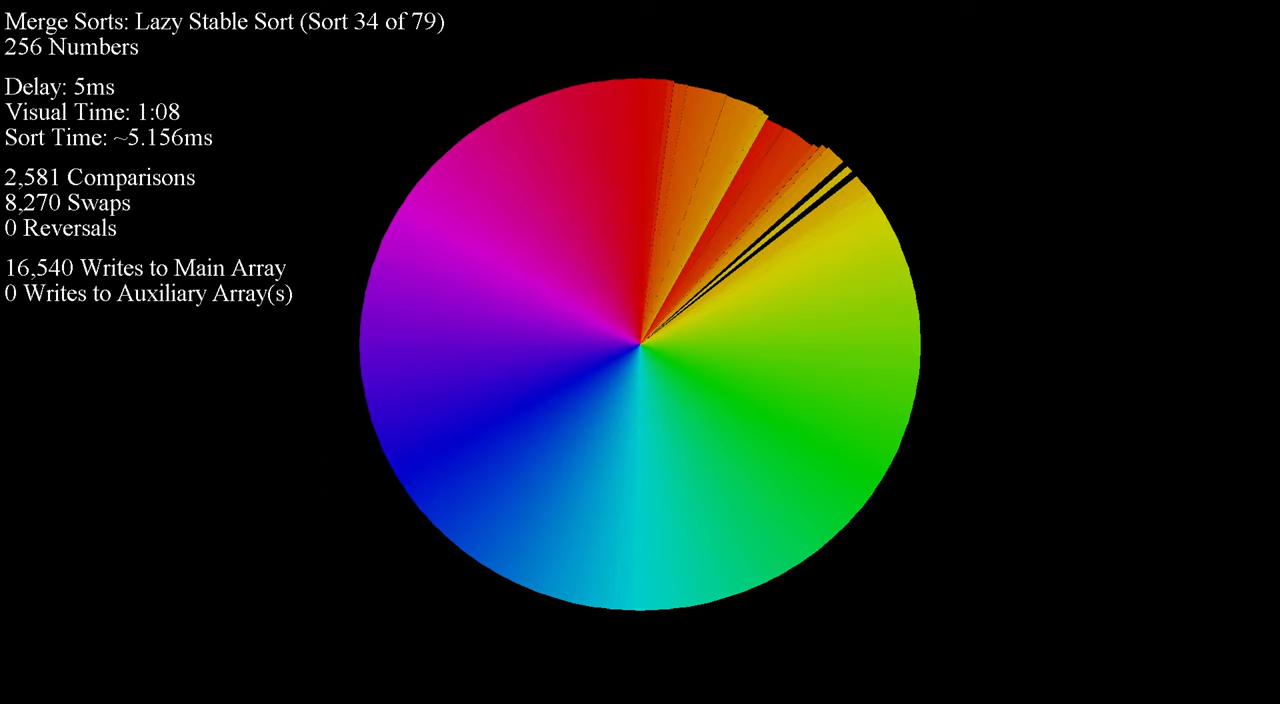 Merge Sorts: Lazy Stable Sort (Sort 34 of 79)
256 Numbers
Delay: 5ms
Visual Time: 1:08
Sort Time: ~5.156ms
2,581 Comparisons
8,270 Swaps
0 Reversals
16,540 Writes to Main Array
0 Writes to Auxiliary Array(s)